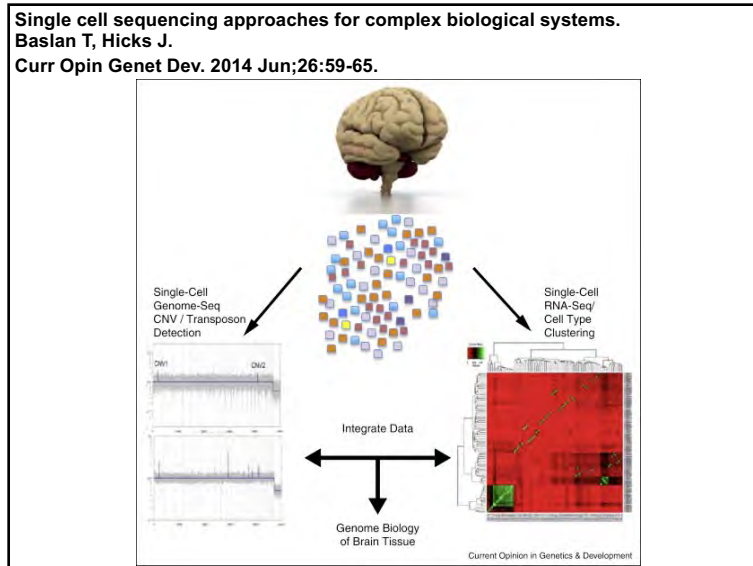 Single cell sequencing approaches for complex biological systems.
Baslan T, Hicks J.
Curr Opin Genet Dev. 2014 Jun;26:59-65.
Single-Cell
Genome-Seq
CNV / Transposon
Detection
Single-Cell
RNA-Seq/
Cell Type
Clustering
CNV1
CNV2
Integrate Data
Genome Biology
of Brain Tissue
Current Opinion in Genetics & Development